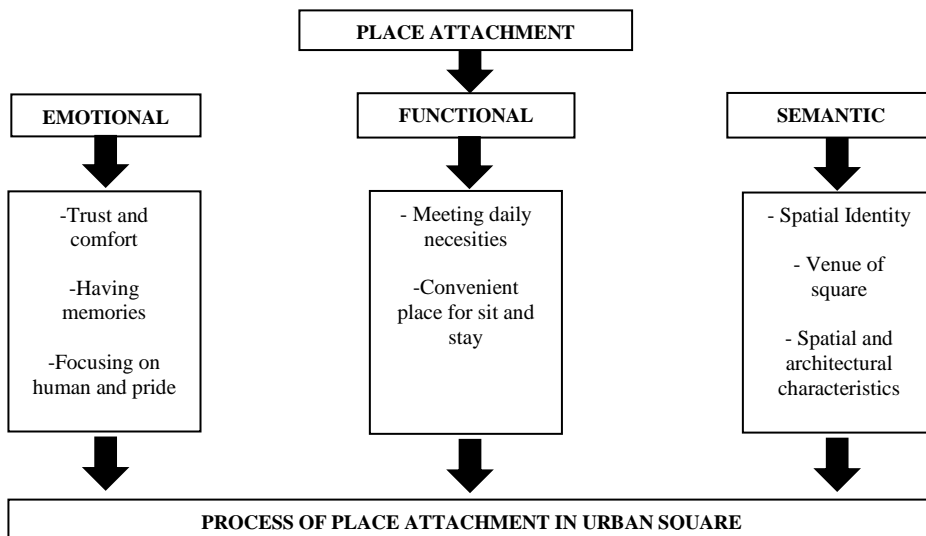 PLACE ATTACHMENT
EMOTIONAL
FUNCTIONAL
SEMANTIC
-Trust and
comfort
-Having
memories
-Focusing on
human and pride
- Meeting daily
necesities
-Convenient
place for sit and
stay
- Spatial Identity
- Venue of
square
- Spatial and
architectural
characteristics
PROCESS OF PLACE ATTACHMENT IN URBAN SQUARE